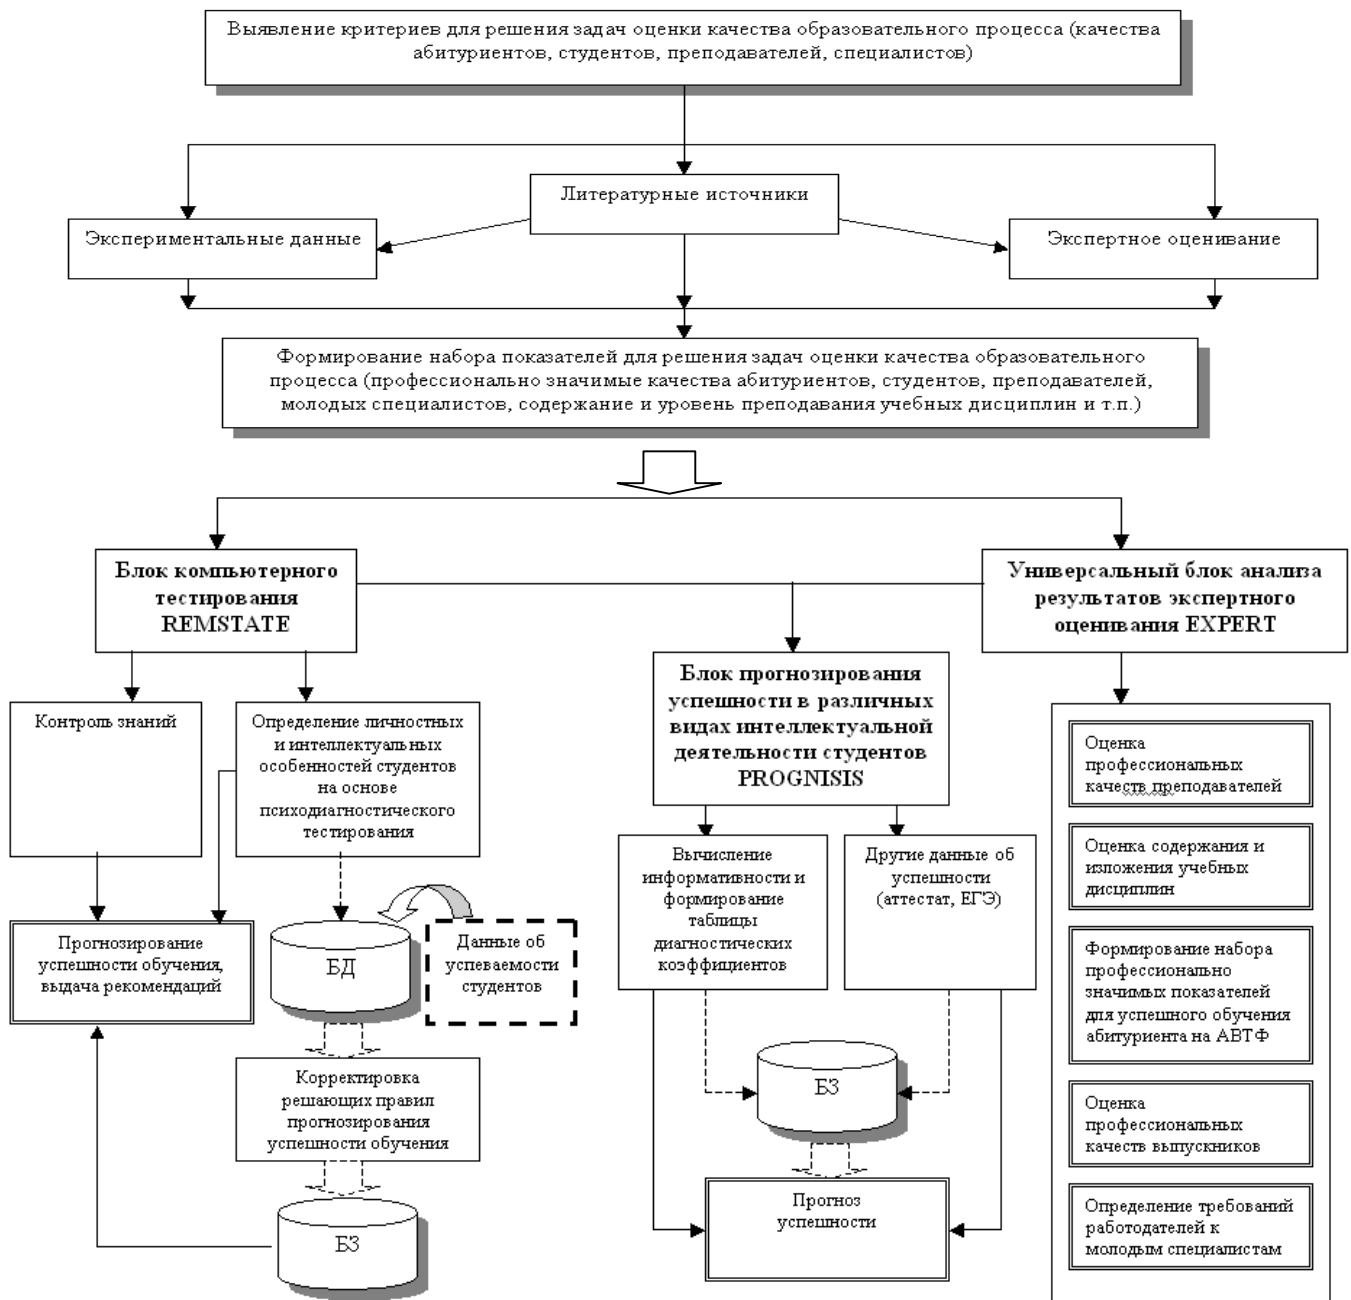 Выявление критериев для решения задач оценки качества образовательного процесса (качества
абитуриентов, студентов, преподавателей, специалистов)
Литературные источники
Экспериментальные данные
Экспертное оценивание
Формирование набора показателей для решения задач оценки качества образовательного
процесса (профессионально значимые качества абитуриентов, студентов, преподавателей,
молодых специалистов, содержание и уровень преподавания учебных дисциплин и т.п.)
Блок компьютерного
тестирования
REMSTATE
Универсальный блок анализа
результатов экспертного
оценивания EXPERT
Блок прогнозирования
успешности в различных
видах интеллектуальной
деятельности студентов
PROGNISIS
Контроль знаний
Определение личностных
и интеллектуальных
особенностей студентов
на основе
психодиагностического
тестирования
Вычисление
информативности и
формирование
таблицы
диагностических
коэффициентов
Другие данные об
успешности
(аттестат, ЕГЭ)
Оценка
профессиональных
качеств преподавателей
Оценка содержания и
изложения учебных
дисциплин
Формирование набора
профессионально
значимых показателей
для успешного обучения
абитуриента на АВТФ
Оценка
профессиональных
качеств выпускников
Определение требований
работодателей к
молодым специалистам
Прогнозирование
успешности обучения,
выдача рекомендаций
БД
Данные об
успеваемости
студентов
Корректировка
решающих правил
прогнозирования
успешности обучения
БЗ
БЗ
Прогноз
успешности